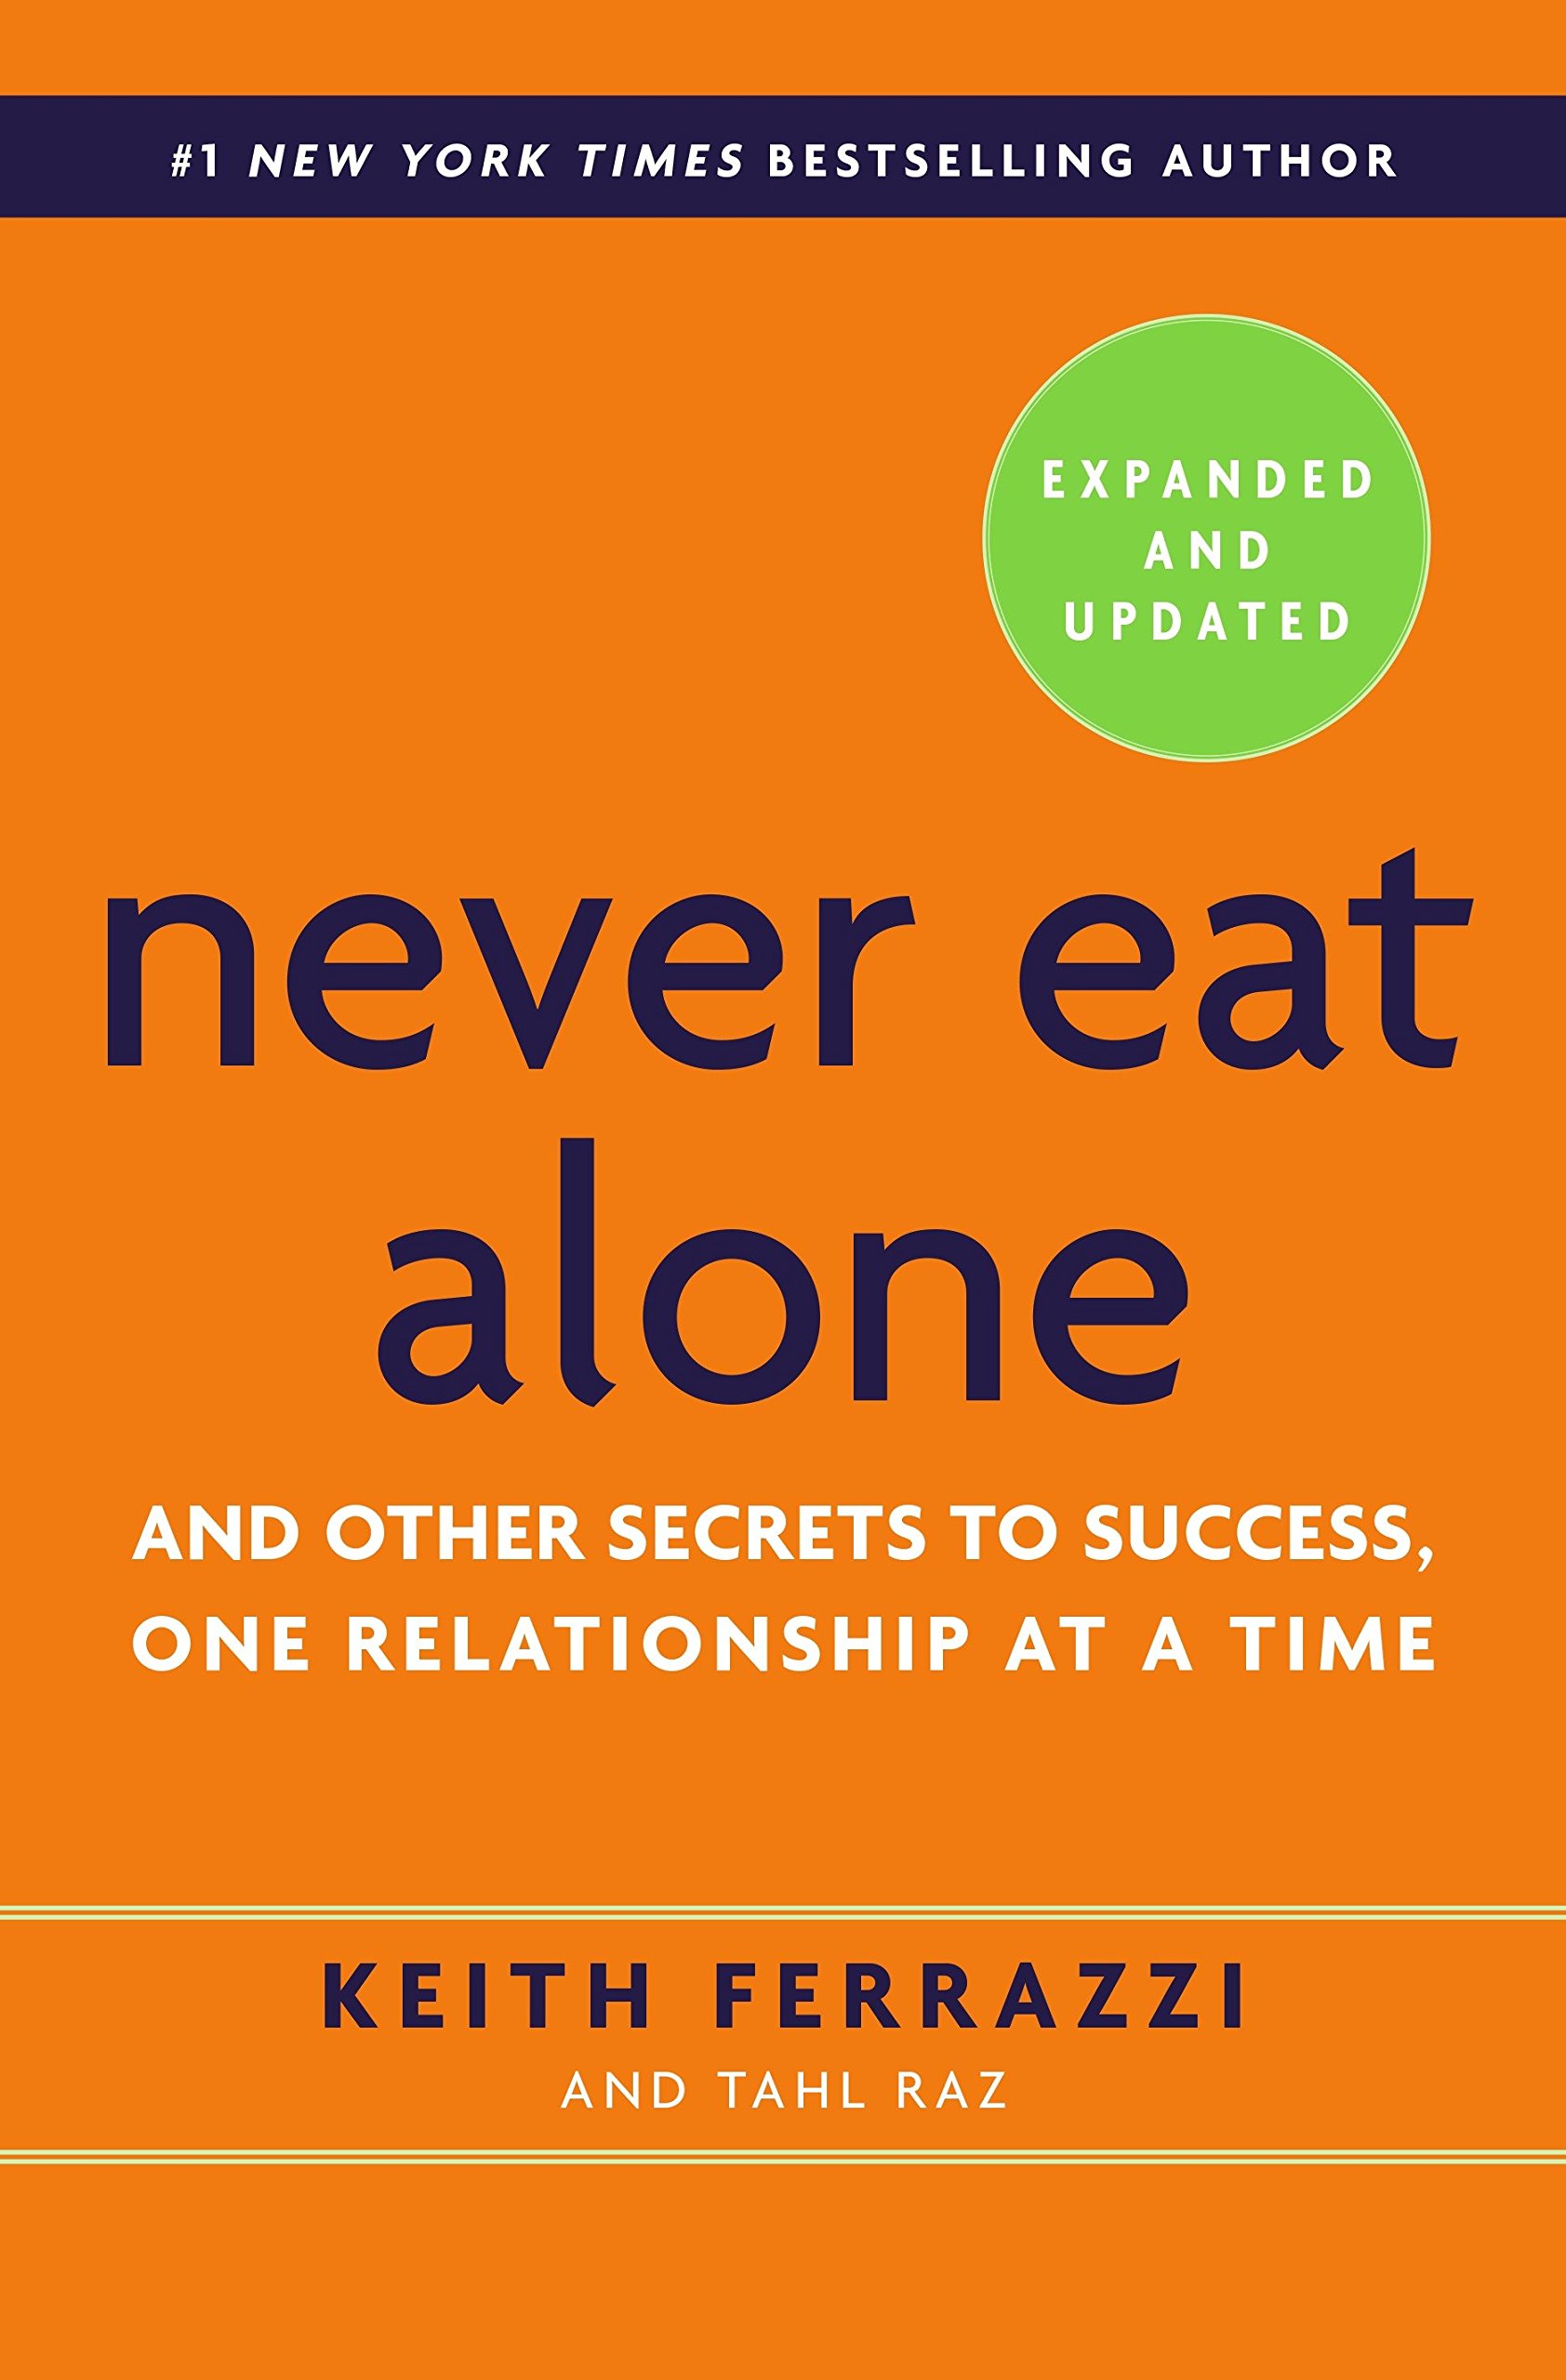 #1 NEW YORK TIMES BESTSELLING AUTHOR
EXPANDED
AND
UPDATED
never eat
alone
AND OTHER SECRETS TO SUCCESS,
ONE RELATIONSHIP AT A TIME
KEITH FERRAZZI
AND TAHL RAZ